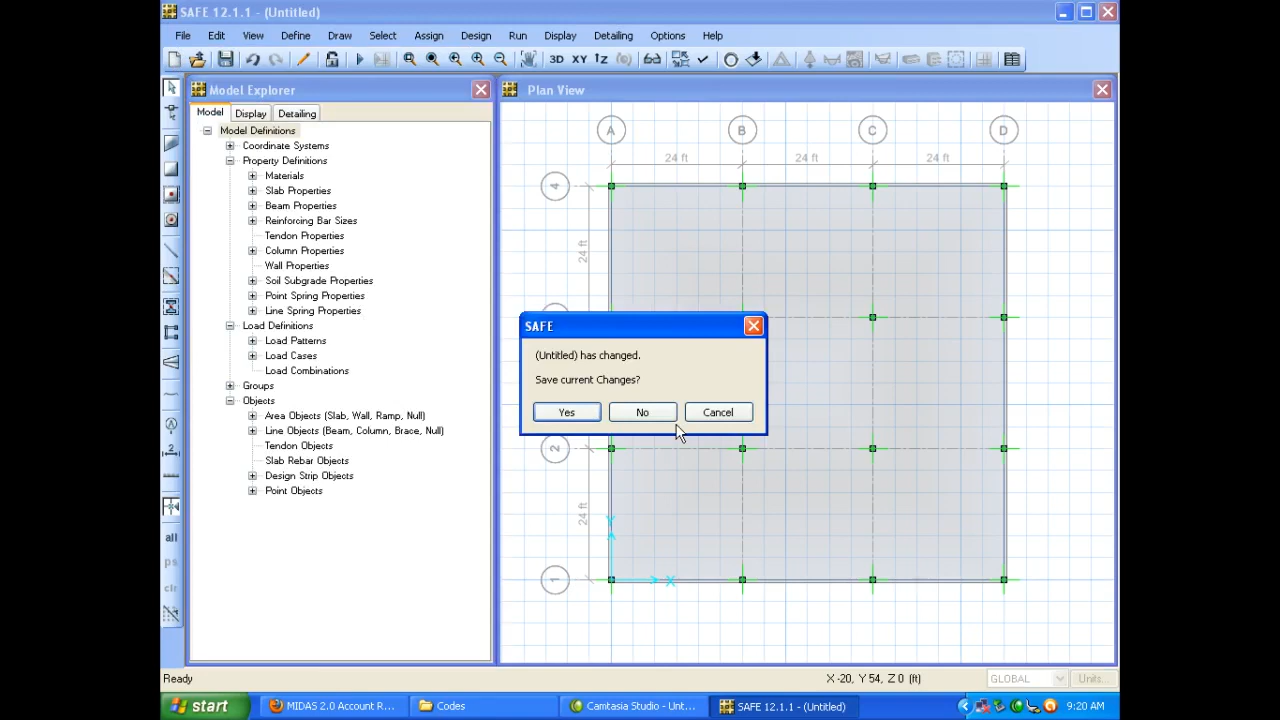 SAFE 12.1.1 - (Untitled)
File Edit View Define Draw Select Assign Design Run Display Detailing Options Help
3D XY
Model Explorer
Plan View
Model Display Detailing
Model Definitions
Coordinate Systems
Property Definitions
Materials
Slab Properties
Beam Properties
Reinforcing Bar Sizes
Tendon Properties
Column Properties
Wall Properties
Soil Subgrade Properties
Point Spring Properties
Line Spring Properties
Load Definitions
Load Patterns
Load Cases
Load Combinations
Groups
Objects
Area Objects (Slab, Wall, Ramp, Null)
Line Objects (Beam, Column, Brace, Null)
Tendon Objects
Slab Rebar Objects
Design Strip Objects
Point Objects
all
ps
clr
A B C D
24 ft 24 ft 24 ft
4
24 ft
2
24 ft
1
Y
X
SAFE
(Untitled) has changed.
Save current Changes?
Yes No Cancel
Ready
X -20, Y 54, Z 0 (ft)
GLOBAL
Units...
start
MIDAS 2.0 Account R...
Codes
Camtasia Studio - Unt...
SAFE 12.1.1 - (Untitled)
9:20 AM